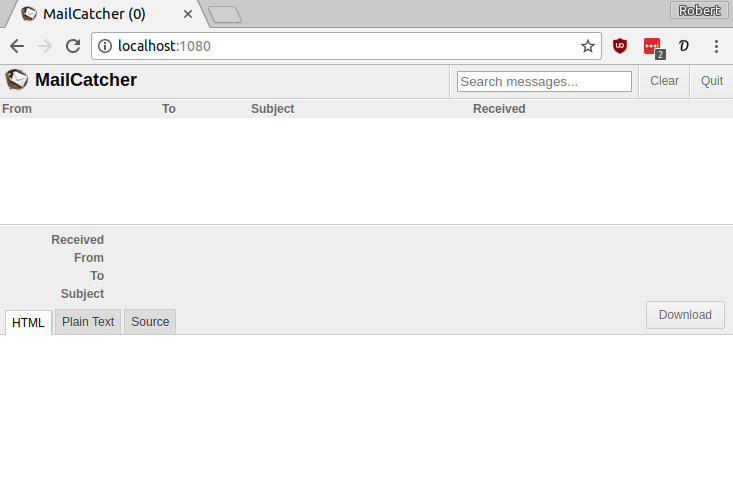 MailCatcher (0)
Robert
localhost:1080
2
MailCatcher
Search messages...
Clear
Quit
From To Subject Received
Received
From
To
Subject
HTML Plain Text Source
Download